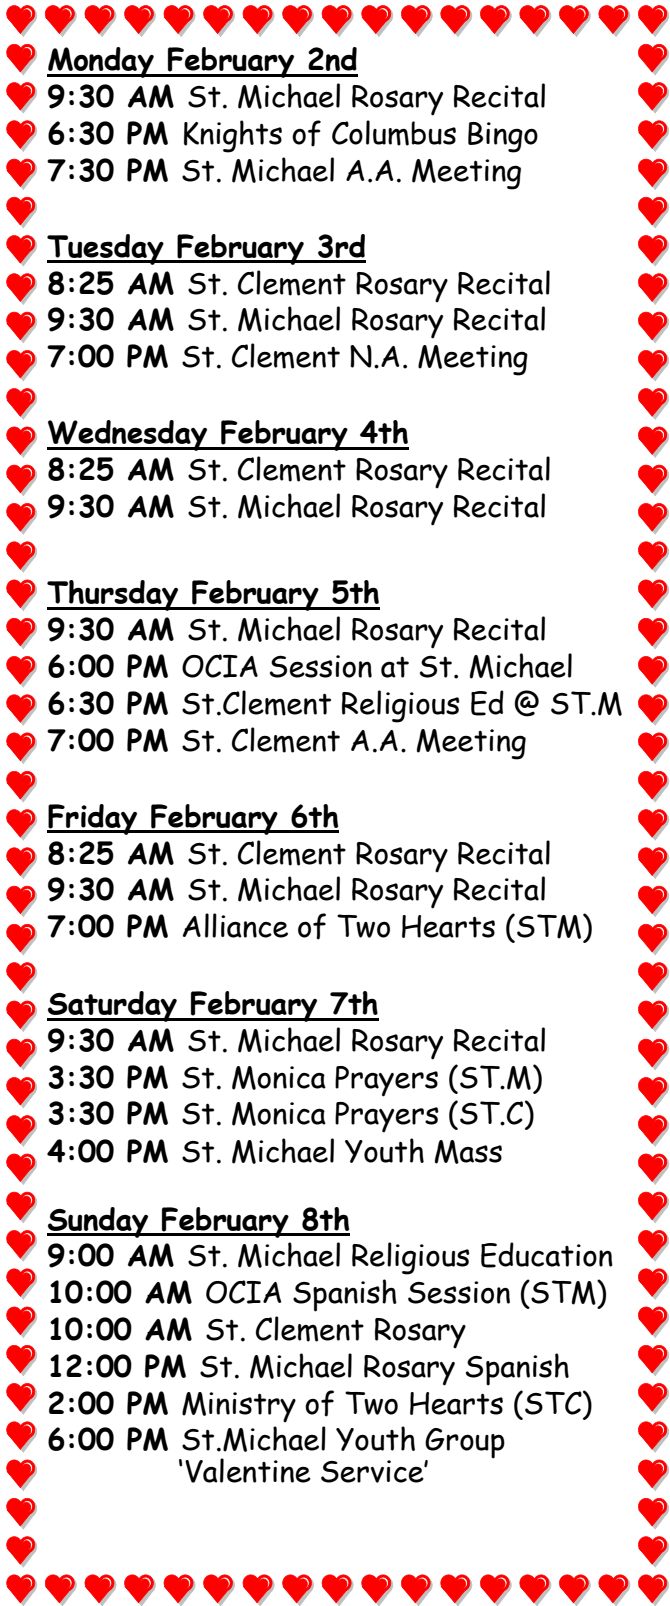 Monday February 2nd
9:30 AM St. Michael Rosary Recital
6:30 PM Knights of Columbus Bingo
7:30 PM St. Michael A.A. Meeting
Tuesday February 3rd
8:25 AM St. Clement Rosary Recital
9:30 AM St. Michael Rosary Recital
7:00 PM St. Clement N.A. Meeting
Wednesday February 4th
8:25 AM St. Clement Rosary Recital
9:30 AM St. Michael Rosary Recital
Thursday February 5th
9:30 AM St. Michael Rosary Recital
6:00 PM OCIA Session at St. Michael
6:30 PM St.Clement Religious Ed @ ST.M
7:00 PM St. Clement A.A. Meeting
Friday February 6th
8:25 AM St. Clement Rosary Recital
9:30 AM St. Michael Rosary Recital
7:00 PM Alliance of Two Hearts (STM)
Saturday February 7th
9:30 AM St. Michael Rosary Recital
3:30 PM St. Monica Prayers (ST.M)
3:30 PM St. Monica Prayers (ST.C)
4:00 PM St. Michael Youth Mass
Sunday February 8th
9:00 AM St. Michael Religious Education
10:00 AM OCIA Spanish Session (STM)
10:00 AM St. Clement Rosary
12:00 PM St. Michael Rosary Spanish
2:00 PM Ministry of Two Hearts (STC)
6:00 PM St.Michael Youth Group
‘Valentine Service’